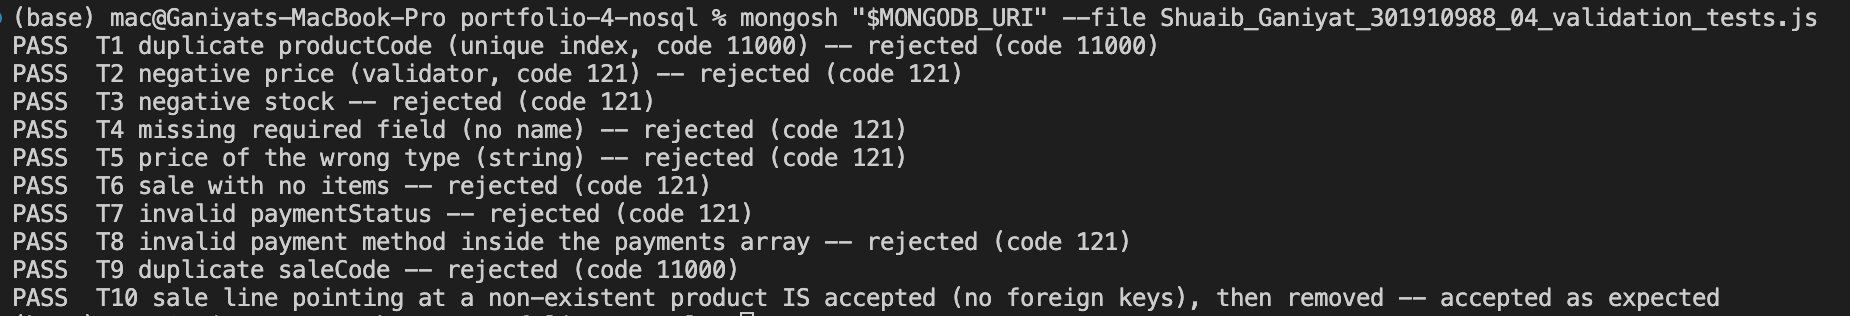 (base) mac@Ganiyats-MacBook-Pro portfolio-4-nosql % mongosh "$MONGODB_URI" --file Shuaib_Ganiyat_301910988_04_validation_tests.js
PASS  T1 duplicate productCode (unique index, code 11000) -- rejected (code 11000)
PASS  T2 negative price (validator, code 121) -- rejected (code 121)
PASS  T3 negative stock -- rejected (code 121)
PASS  T4 missing required field (no name) -- rejected (code 121)
PASS  T5 price of the wrong type (string) -- rejected (code 121)
PASS  T6 sale with no items -- rejected (code 121)
PASS  T7 invalid paymentStatus -- rejected (code 121)
PASS  T8 invalid payment method inside the payments array -- rejected (code 121)
PASS  T9 duplicate saleCode -- rejected (code 11000)
PASS  T10 sale line pointing at a non-existent product IS accepted (no foreign keys), then removed -- accepted as expected